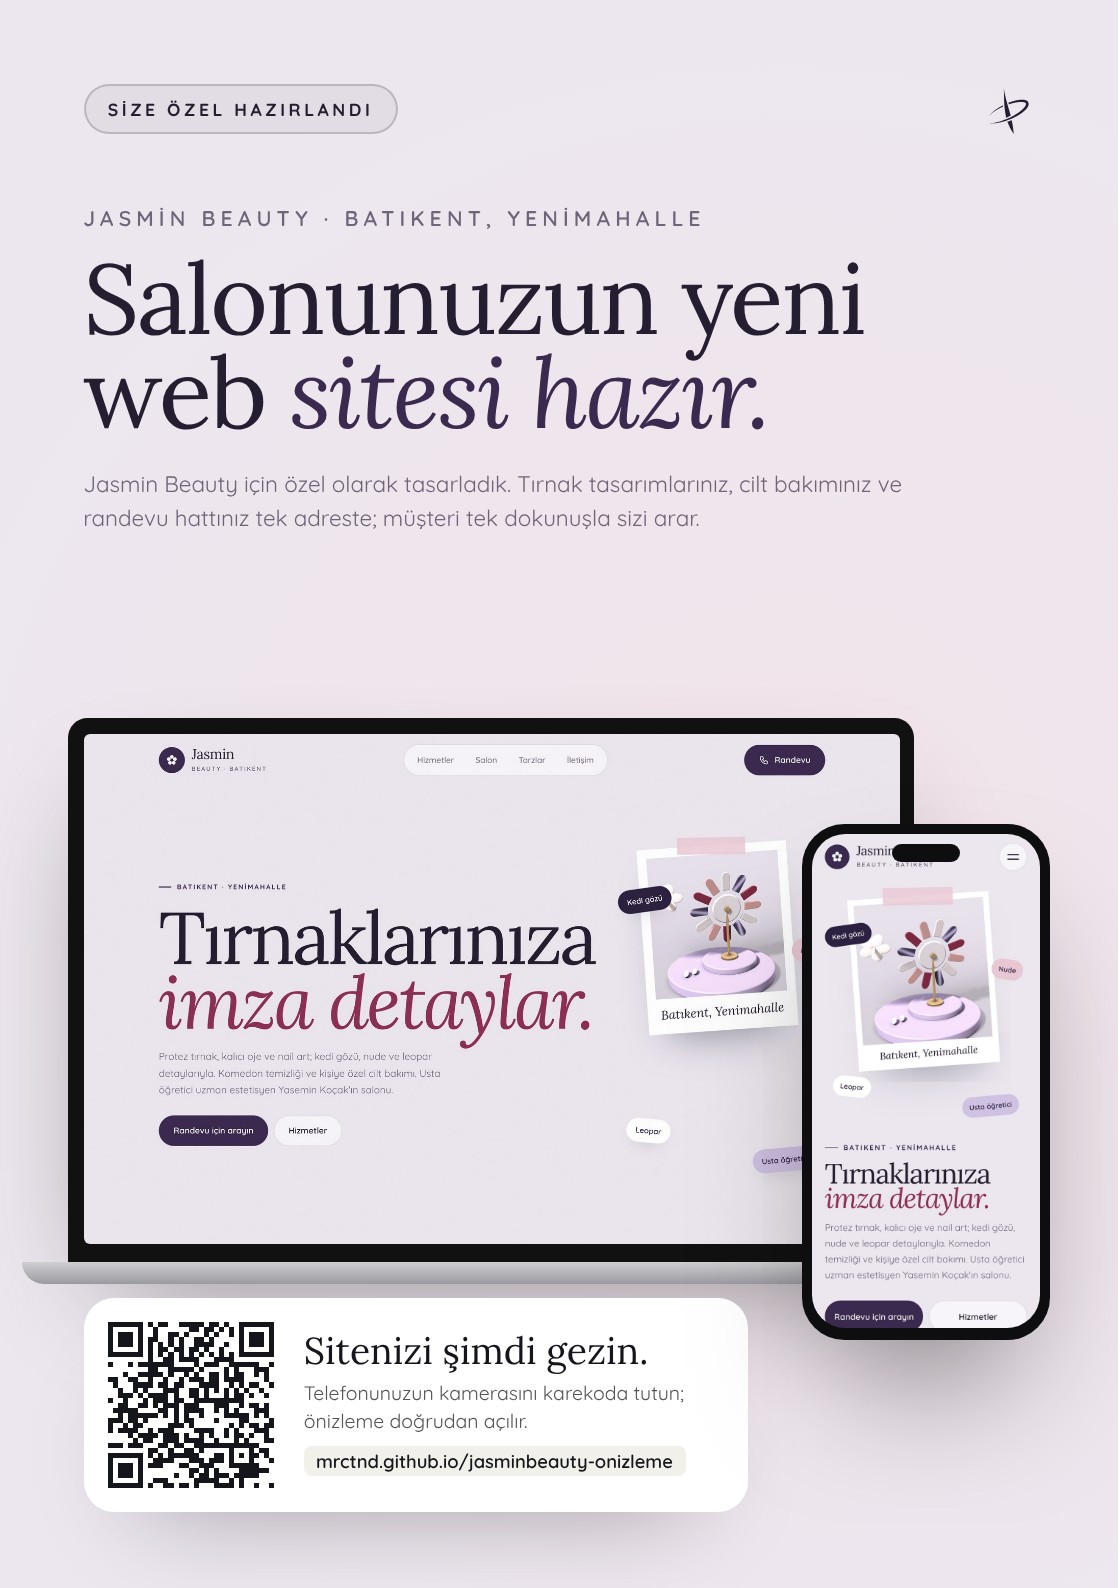 SİZE ÖZEL HAZIRLANDI
JASMİN BEAUTY · BATIKENT, YENİMAHALLE
Salonunuzun yeni
web sitesi hazır.
Jasmin Beauty için özel olarak tasarladık. Tırnak tasarımlarınız, cilt bakımınız ve
randevu hattınız tek adreste; müşteri tek dokunuşla sizi arar.
Jasmin
BEAUTY · BATIKENT
Hizmetler Salon Tarzlar İletişim
Randevu
BATIKENT · YENİMAHALLE
Tırnaklarınıza
imza detaylar.
Protez tırnak, kalıcı oje ve nail art; kedi gözü, nude ve leopar
detaylarıyla. Komedon temizliği ve kişiye özel cilt bakımı. Usta
öğretici uzman estetisyen Yasemin Koçak'ın salonu.
Randevu için arayın
Hizmetler
Kedi gözü
Batıkent, Yenimahalle
Leopar
Usta öğreti
Jasmin
BEAUTY · BATIKENT
Kedi gözü
Nude
Batıkent, Yenimahalle
Leopar
Usta öğretici
BATIKENT · YENİMAHALLE
Tırnaklarınıza
imza detaylar.
Protez tırnak, kalıcı oje ve nail art; kedi gözü,
nude ve leopar detaylarıyla. Komedon
temizliği ve kişiye özel cilt bakımı. Usta öğretici
uzman estetisyen Yasemin Koçak'ın salonu.
Randevu için arayın
Hizmetler
Sitenizi şimdi gezin.
Telefonunuzun kamerasını karekoda tutun;
önizleme doğrudan açılır.
mrctnd.github.io/jasminbeauty-onizleme